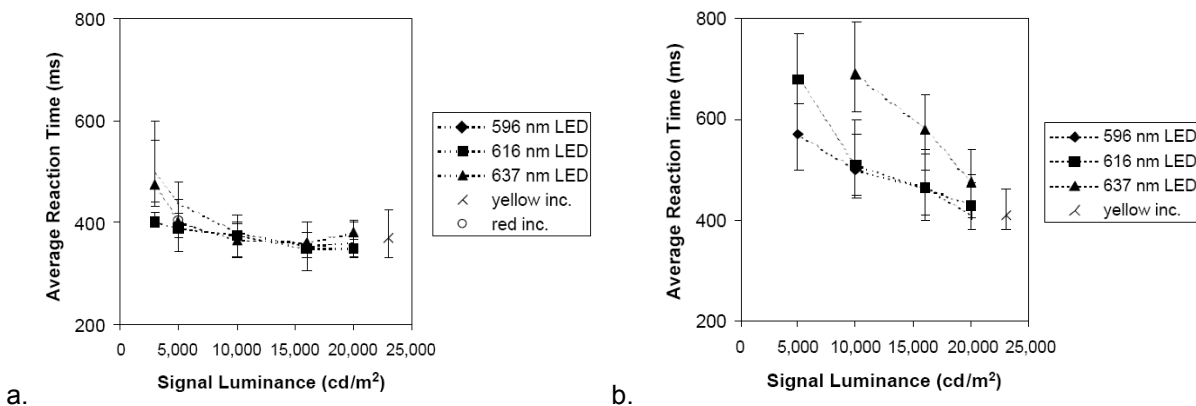 800
600
400
200
Average Reaction Time (ms)
0 5,000 10,000 15,000 20,000 25,000
Signal Luminance (cd/m²)
596 nm LED
616 nm LED
637 nm LED
yellow inc.
red inc.
a.
800
600
400
200
Average Reaction Time (ms)
0 5,000 10,000 15,000 20,000 25,000
Signal Luminance (cd/m²)
596 nm LED
616 nm LED
637 nm LED
yellow inc.
b.